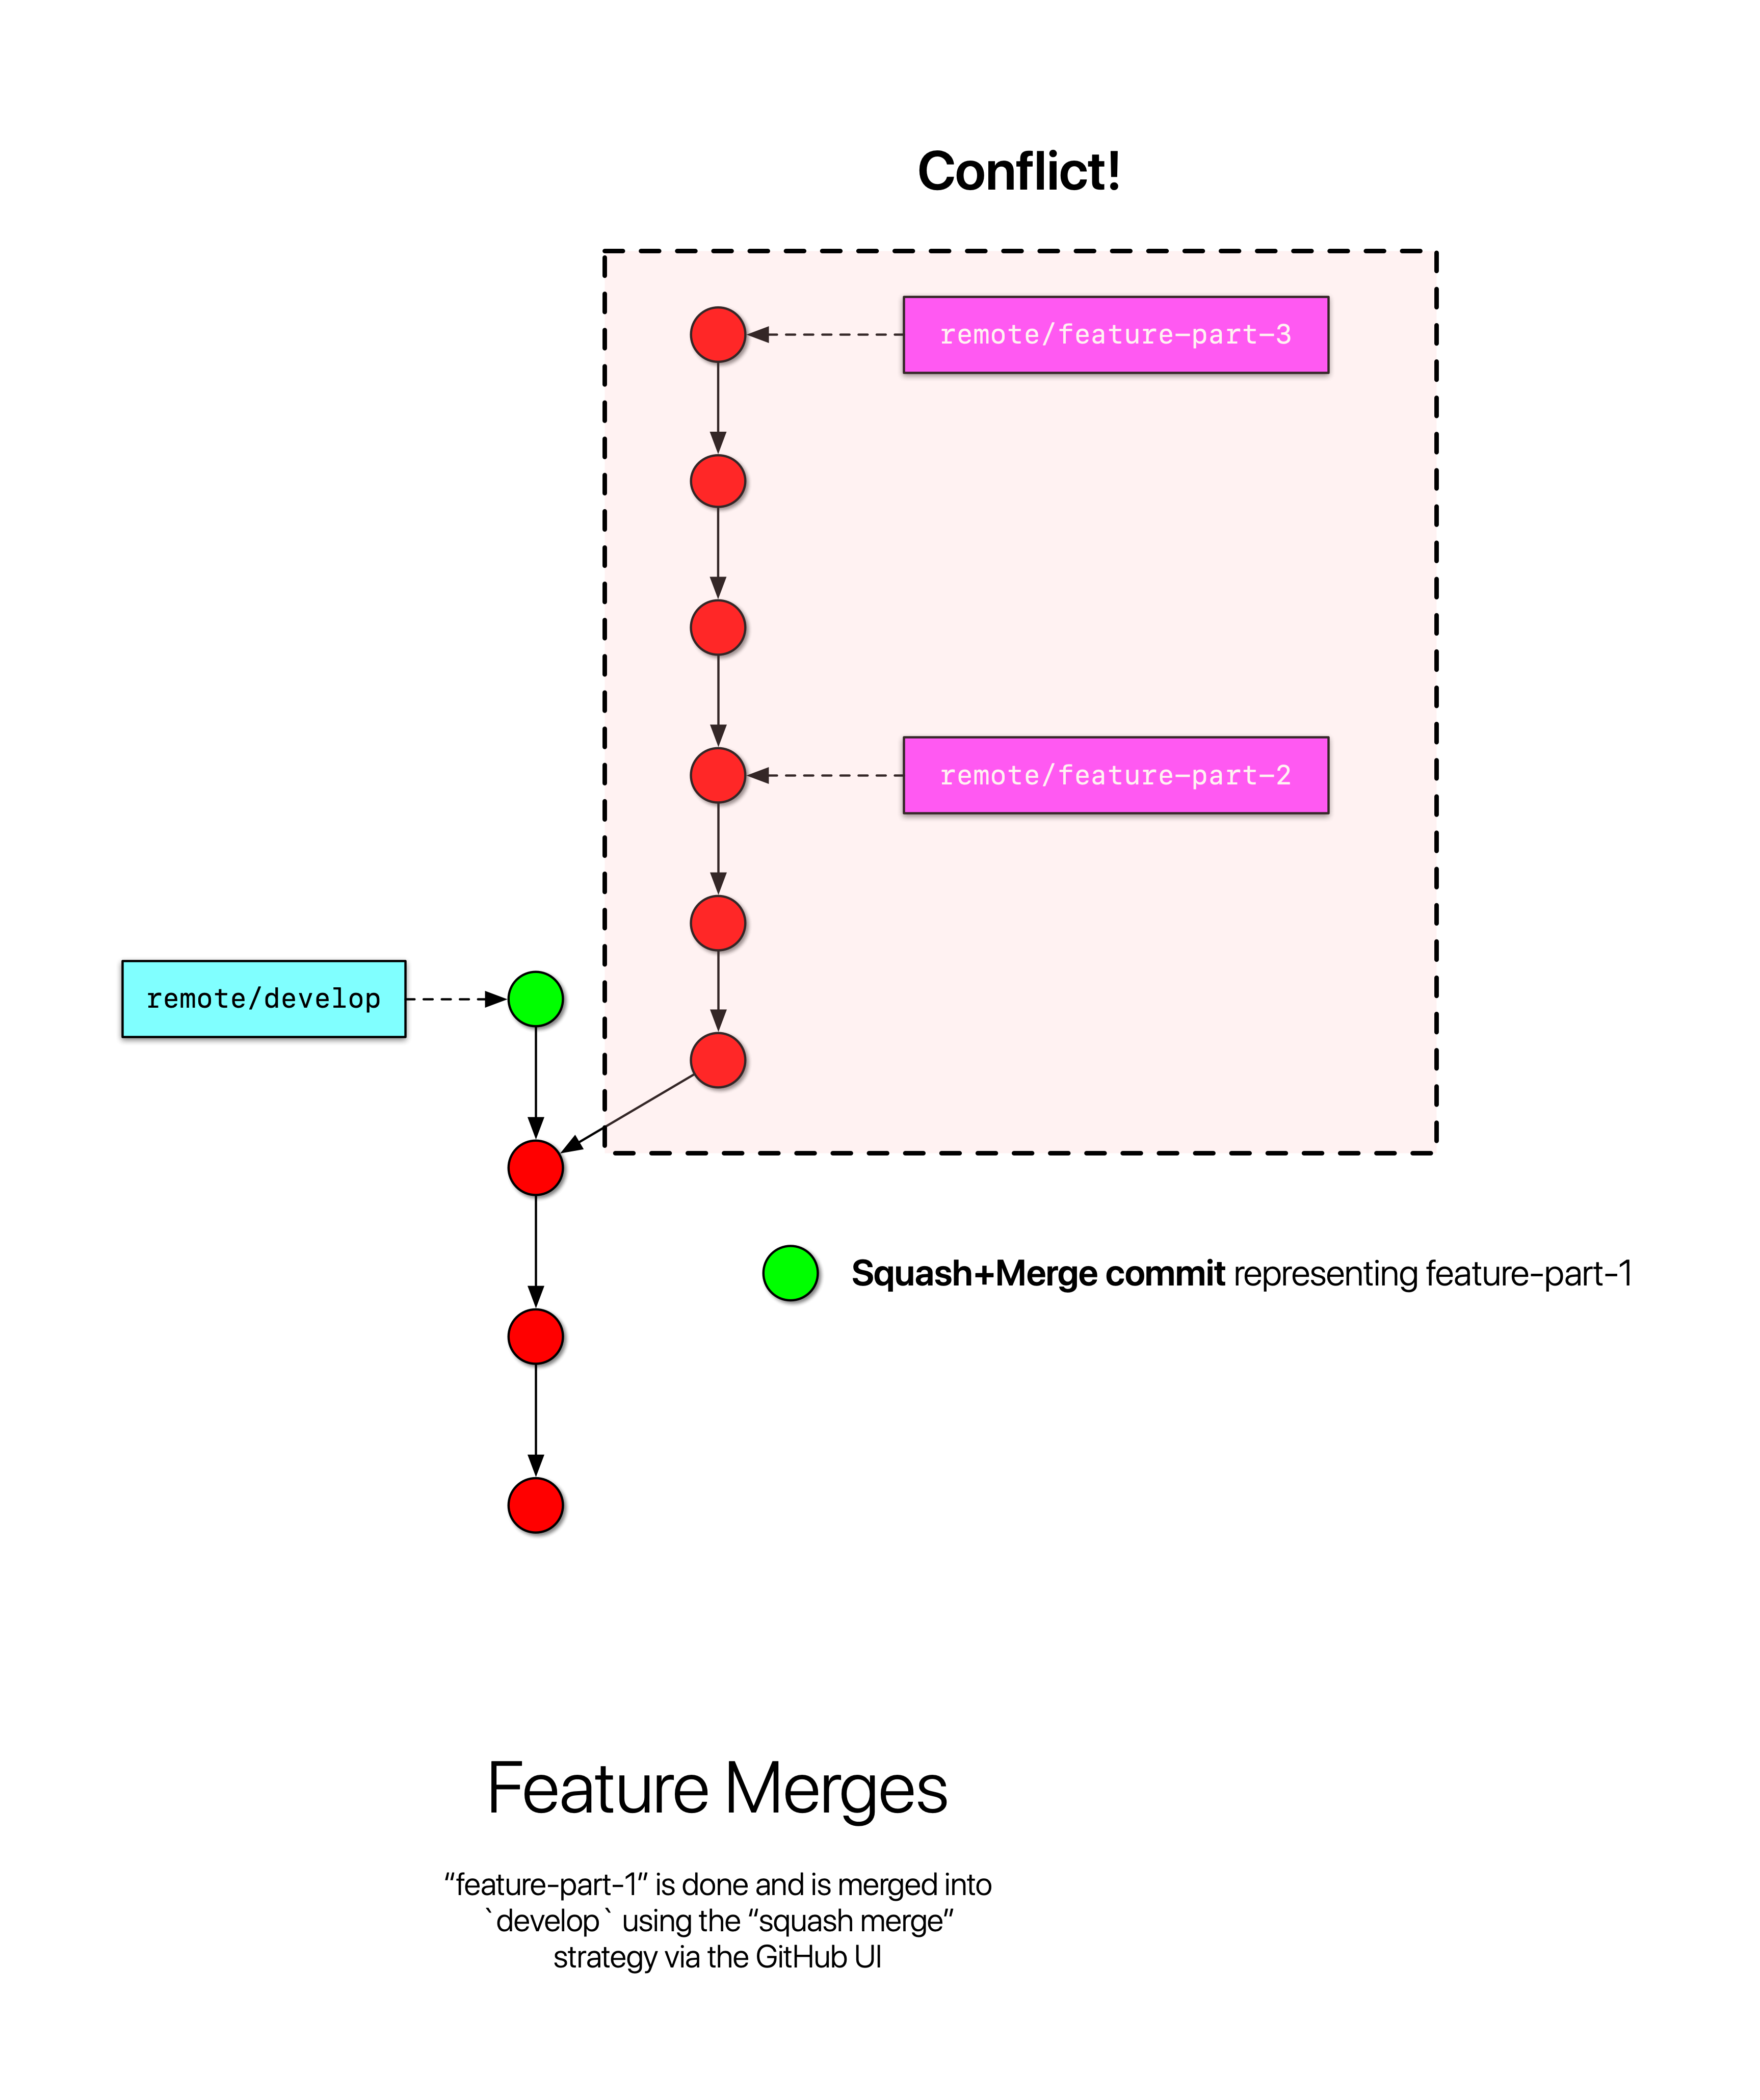 Conflict!
remote/feature-part-3
remote/feature-part-2
remote/develop
Squash+Merge commit representing feature-part-1
Feature Merges
“feature-part-1” is done and is merged into
`develop` using the “squash merge”
strategy via the GitHub UI